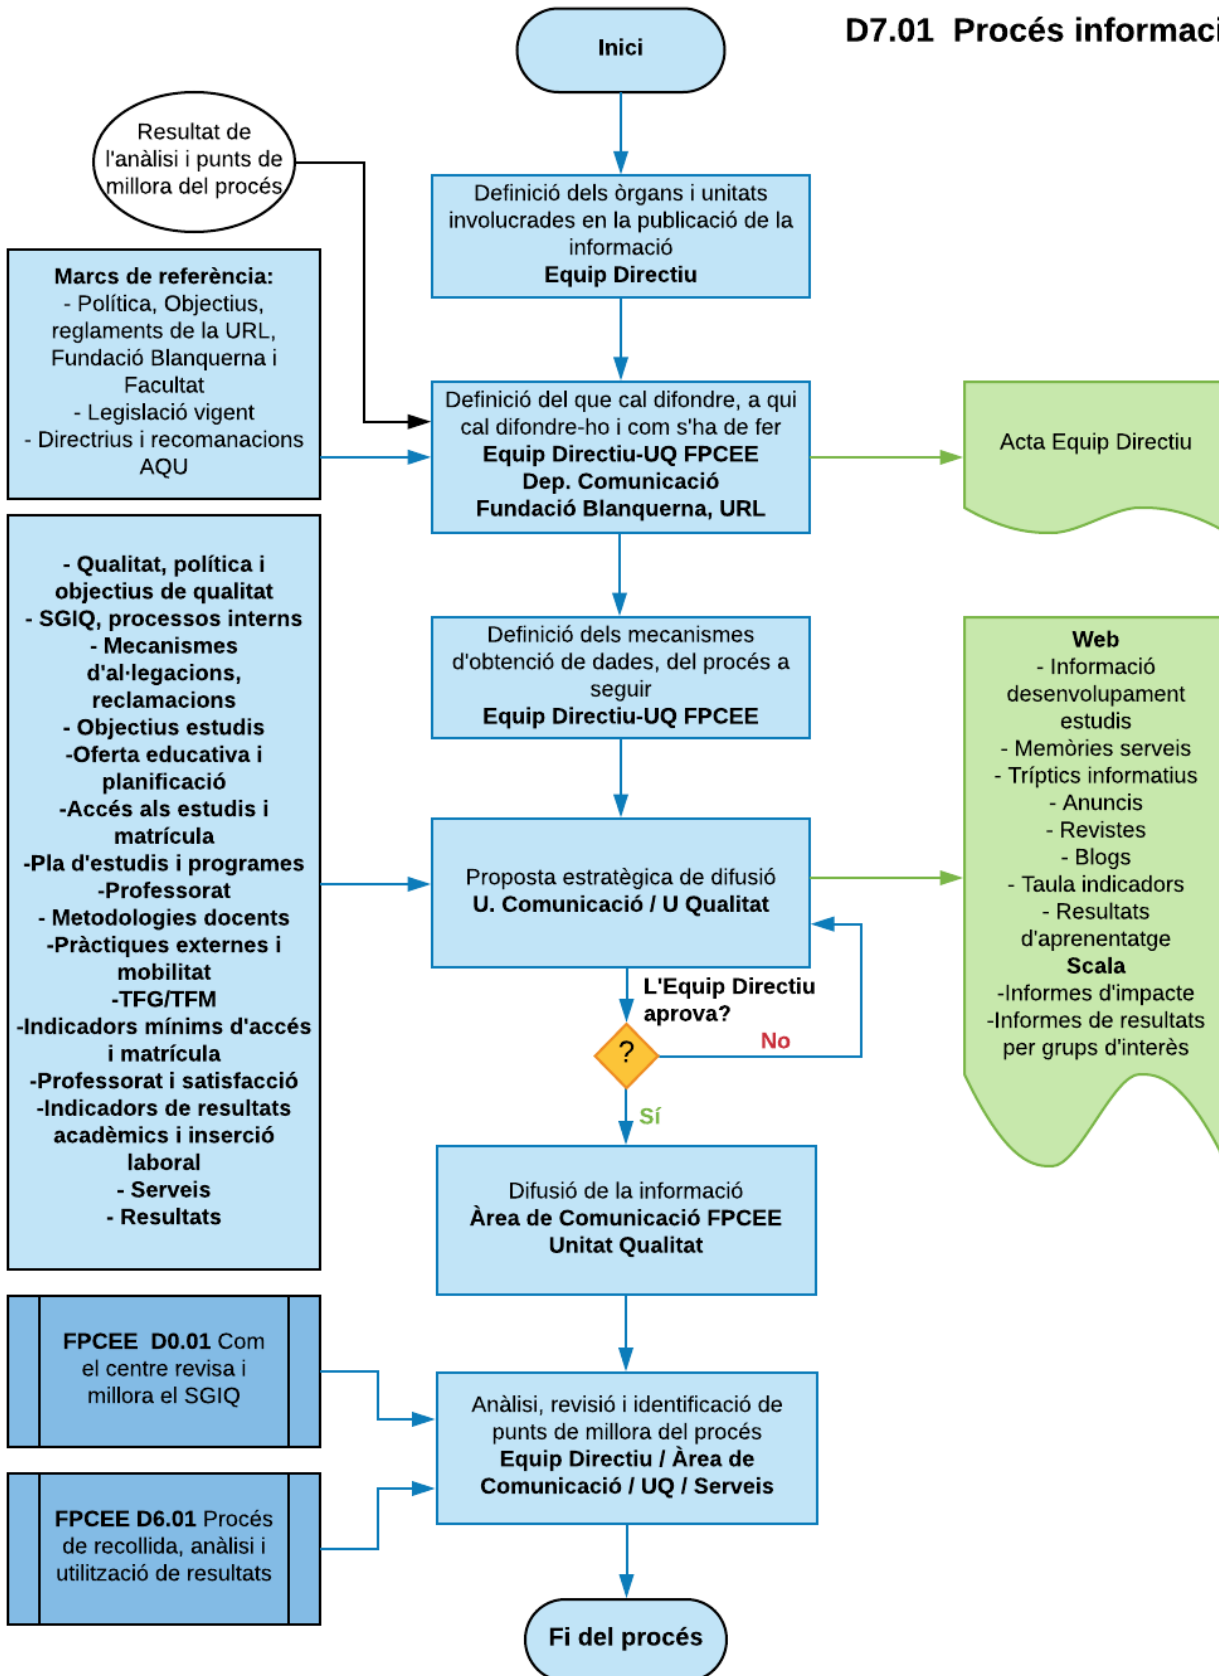 D7.01 Procés informaci
Inici
Resultat de
l'anàlisi i punts de
millora del procés
Definició dels òrgans i unitats
involucrades en la publicació de la
informació
Equip Directiu
Marcs de referència:
- Política, Objectius,
reglaments de la URL,
Fundació Blanquerna i
Facultat
- Legislació vigent
- Directrius i recomanacions
AQU
Definició del que cal difondre, a qui
cal difondre-ho i com s'ha de fer
Equip Directiu-UQ FPCEE
Dep. Comunicació
Fundació Blanquerna, URL
Acta Equip Directiu
- Qualitat, política i
objectius de qualitat
- SGIQ, processos interns
- Mecanismes
d'al·legacions,
reclamacions
- Objectius estudis
-Oferta educativa i
planificació
-Accés als estudis i
matrícula
-Pla d'estudis i programes
-Professorat
- Metodologies docents
-Pràctiques externes i
mobilitat
-TFG/TFM
-Indicadors mínims d'accés
i matrícula
-Professorat i satisfacció
-Indicadors de resultats
acadèmics i inserció
laboral
- Serveis
- Resultats
Definició dels mecanismes
d'obtenció de dades, del procés a
seguir
Equip Directiu-UQ FPCEE
Web
- Informació
desenvolupament
estudis
- Memòries serveis
- Tríptics informatius
- Anuncis
- Revistes
- Blogs
- Taula indicadors
- Resultats
d'aprenentatge
Scala
-Informes d'impacte
-Informes de resultats
per grups d'interès
Proposta estratègica de difusió
U. Comunicació / U Qualitat
L'Equip Directiu
aprova?
?
No
Sí
Difusió de la informació
Àrea de Comunicació FPCEE
Unitat Qualitat
FPCEE D0.01 Com
el centre revisa i
millora el SGIQ
Anàlisi, revisió i identificació de
punts de millora del procés
Equip Directiu / Àrea de
Comunicació / UQ / Serveis
FPCEE D6.01 Procés
de recollida, anàlisi i
utilització de resultats
Fi del procés